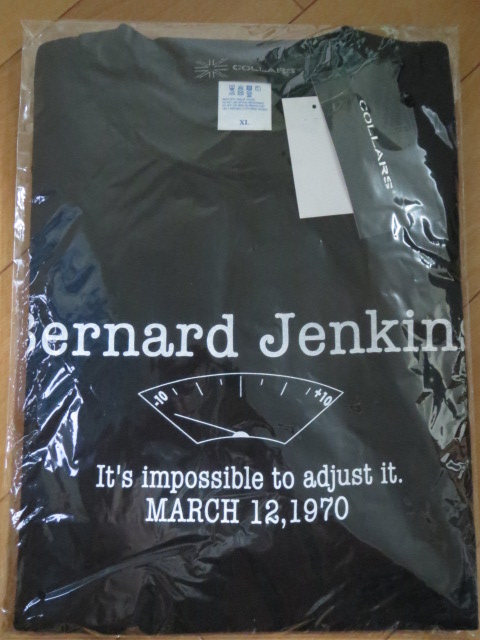 COLLARS
XL
COLLARS
Bernard Jenkins
-10 +10
It's impossible to adjust it.
MARCH 12,1970